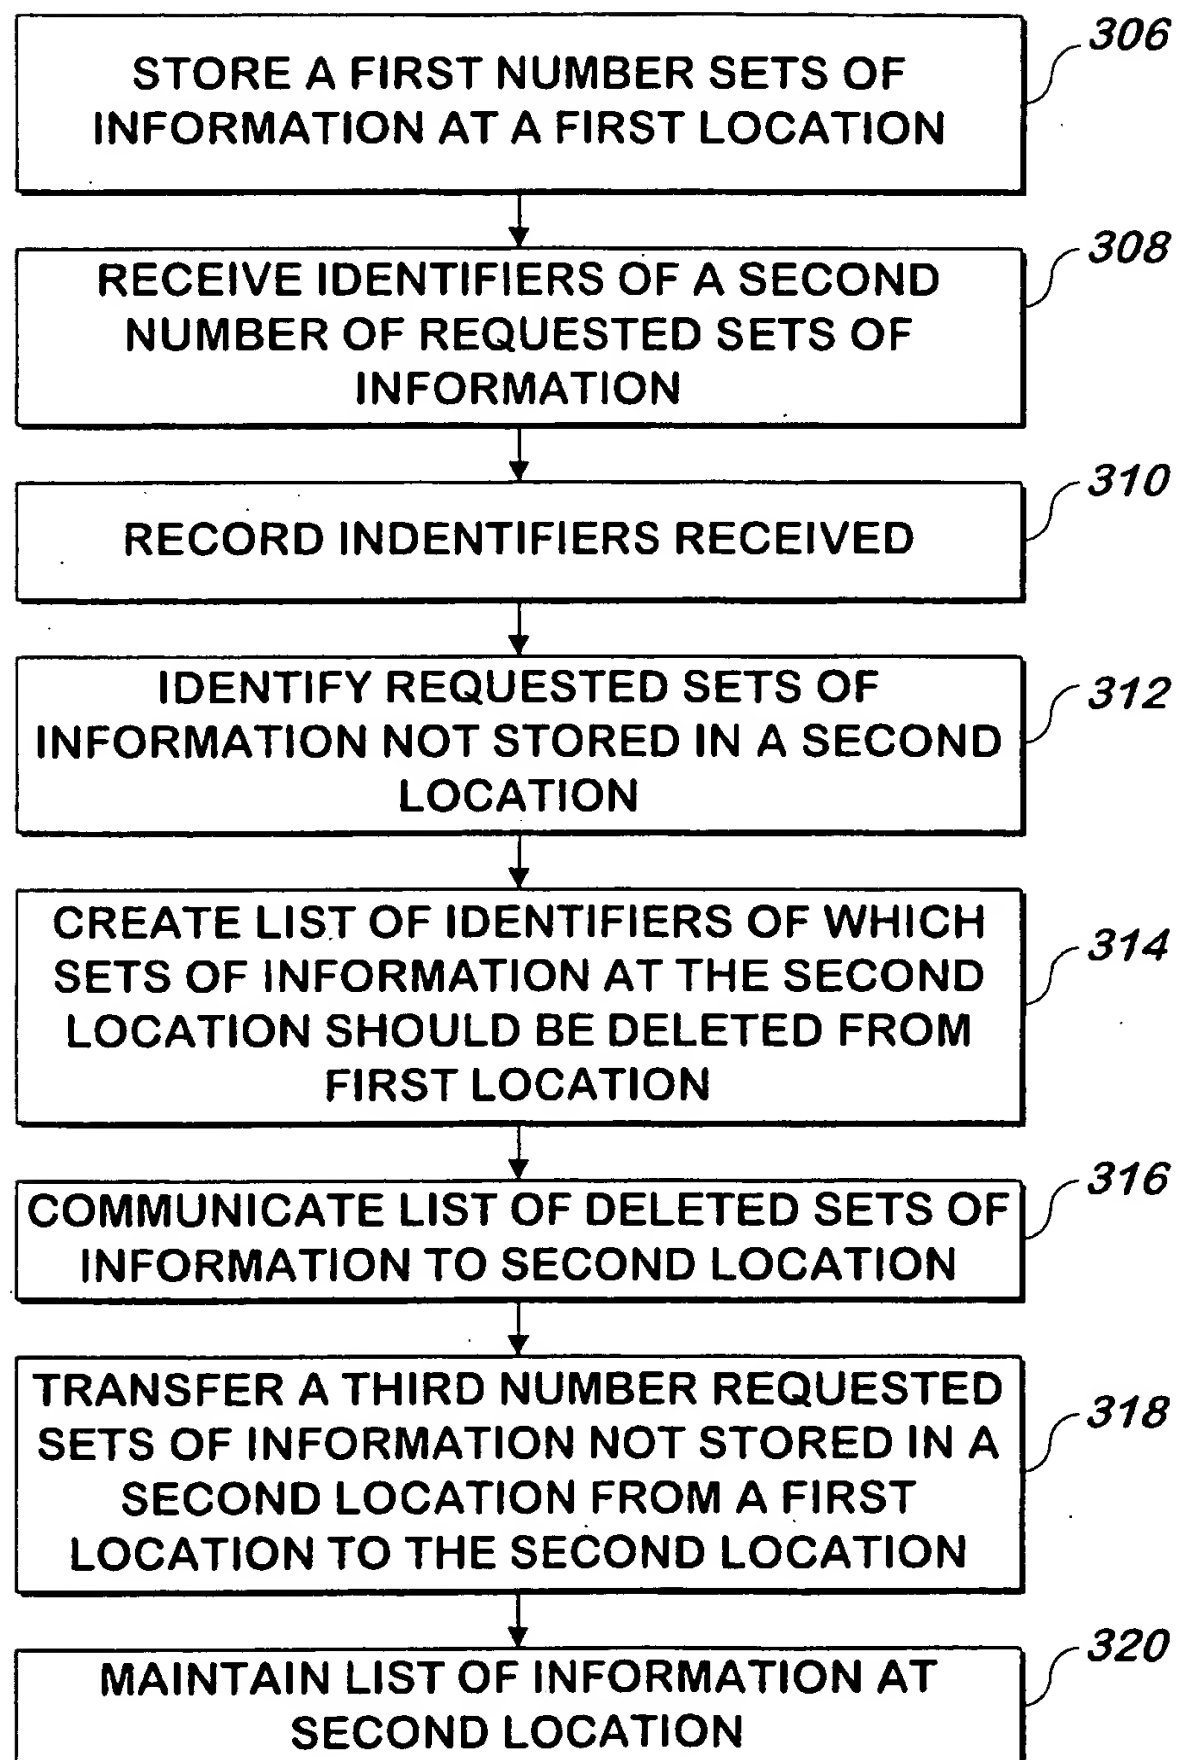 306
STORE A FIRST NUMBER SETS OF
INFORMATION AT A FIRST LOCATION
308
RECEIVE IDENTIFIERS OF A SECOND
NUMBER OF REQUESTED SETS OF
INFORMATION
310
RECORD INDENTIFIERS RECEIVED
312
IDENTIFY REQUESTED SETS OF
INFORMATION NOT STORED IN A SECOND
LOCATION
314
CREATE LIST OF IDENTIFIERS OF WHICH
SETS OF INFORMATION AT THE SECOND
LOCATION SHOULD BE DELETED FROM
FIRST LOCATION
316
COMMUNICATE LIST OF DELETED SETS OF
INFORMATION TO SECOND LOCATION
318
TRANSFER A THIRD NUMBER REQUESTED
SETS OF INFORMATION NOT STORED IN A
SECOND LOCATION FROM A FIRST
LOCATION TO THE SECOND LOCATION
320
MAINTAIN LIST OF INFORMATION AT
SECOND LOCATION